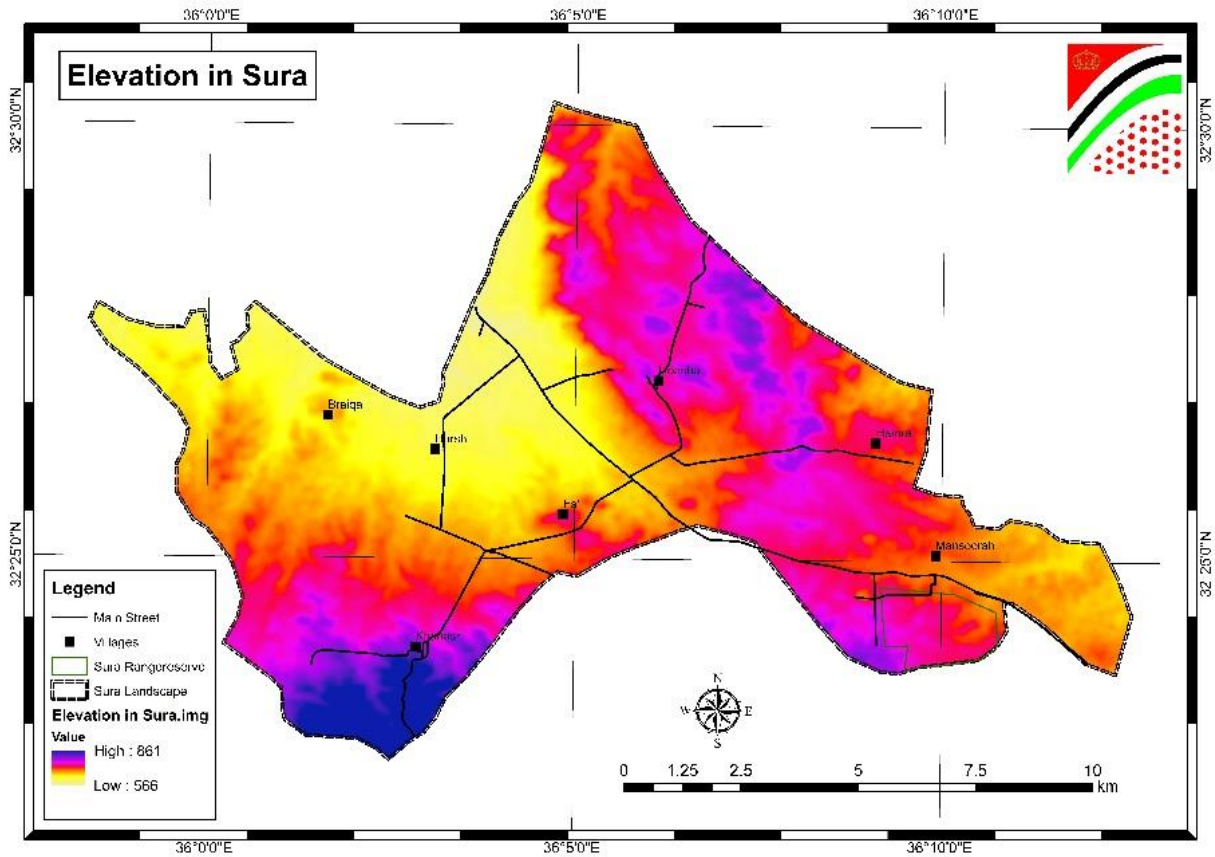 36°0'0"E
36°5'0"E
36°10'0"E
Elevation in Sura
32°30'0"N
32°30'0"N
Braiqa
Ea'
Mansoorah
32°25'0"N
32°25'0"N
Legend
Main Street
Villages
Sura Rangereserve
Sura Landscape
Elevation in Sura.img
Value
High : 861
Low : 566
N
W
E
S
0
1.25
2.5
5
7.5
10
km
36°0'0"E
36°5'0"E
36°10'0"E